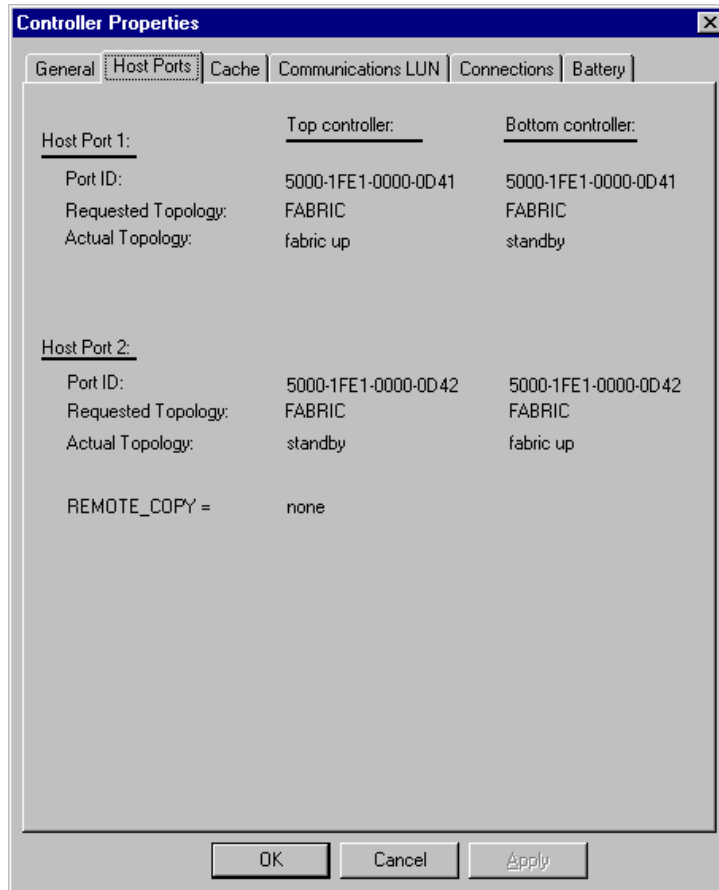 Controller Properties
General Host Ports Cache Communications LUN Connections Battery
Top controller: Bottom controller:
Host Port 1:
Port ID: 5000-1FE1-0000-0D41 5000-1FE1-0000-0D41
Requested Topology: FABRIC FABRIC
Actual Topology: fabric up standby
Host Port 2:
Port ID: 5000-1FE1-0000-0D42 5000-1FE1-0000-0D42
Requested Topology: FABRIC FABRIC
Actual Topology: standby fabric up
REMOTE_COPY = none
OK Cancel Apply